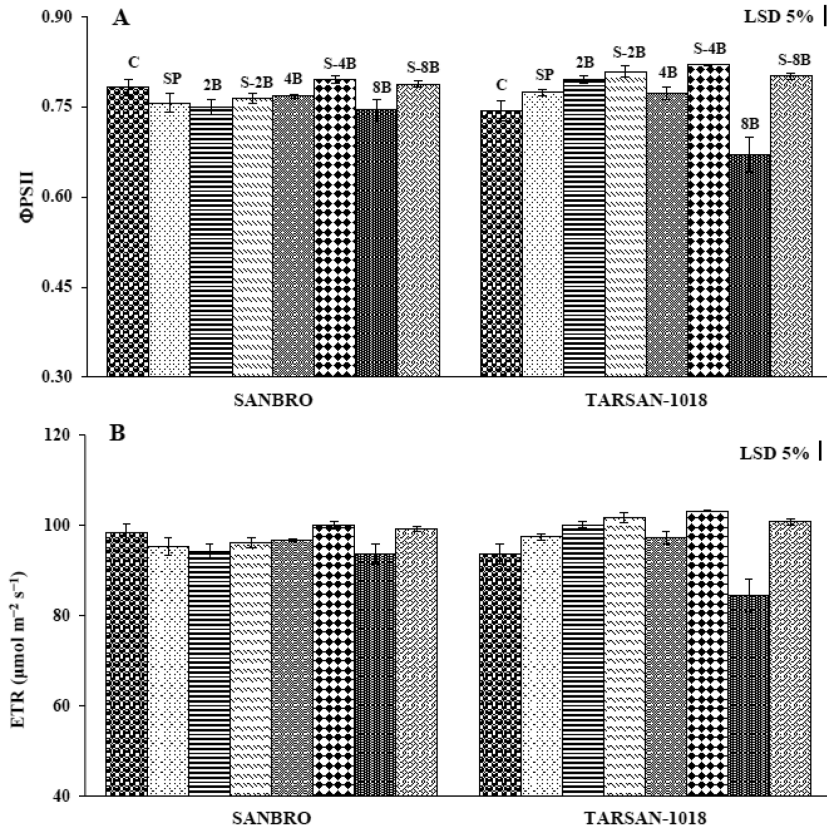 A
LSD 5%
0.90
0.75
0.60
0.45
0.30
ΦPSII
C
SP
2B
S-2B
4B
S-4B
8B
S-8B
C
SP
2B
S-2B
4B
S-4B
8B
S-8B
SANBRO
TARSAN-1018
B
LSD 5%
120
100
80
60
40
ETR (µmol m⁻² s⁻¹)
SANBRO
TARSAN-1018